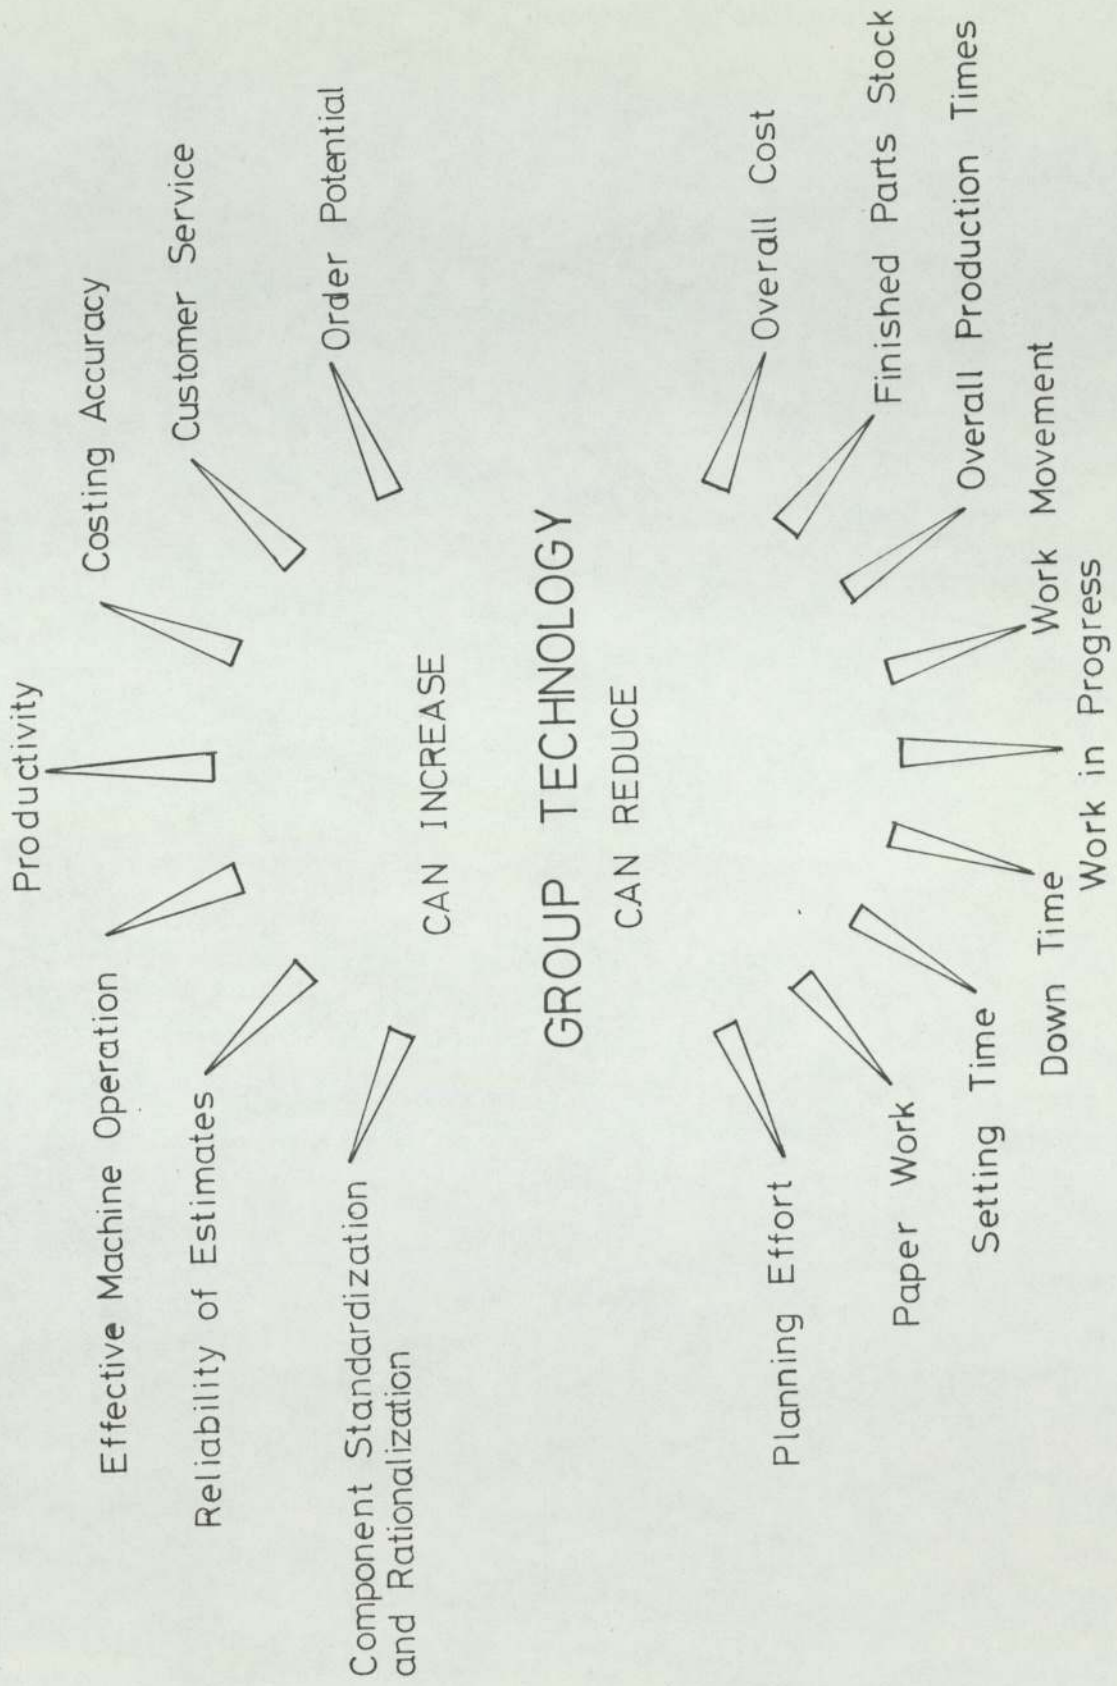 Productivity
Effective Machine Operation
Costing Accuracy
Reliability of Estimates
Customer Service
Component Standardization
and Rationalization
Order Potential
CAN INCREASE
GROUP TECHNOLOGY
CAN REDUCE
Planning Effort
Overall Cost
Paper Work
Finished Parts Stock
Setting Time
Overall Production Times
Down Time
Work Movement
Work in Progress